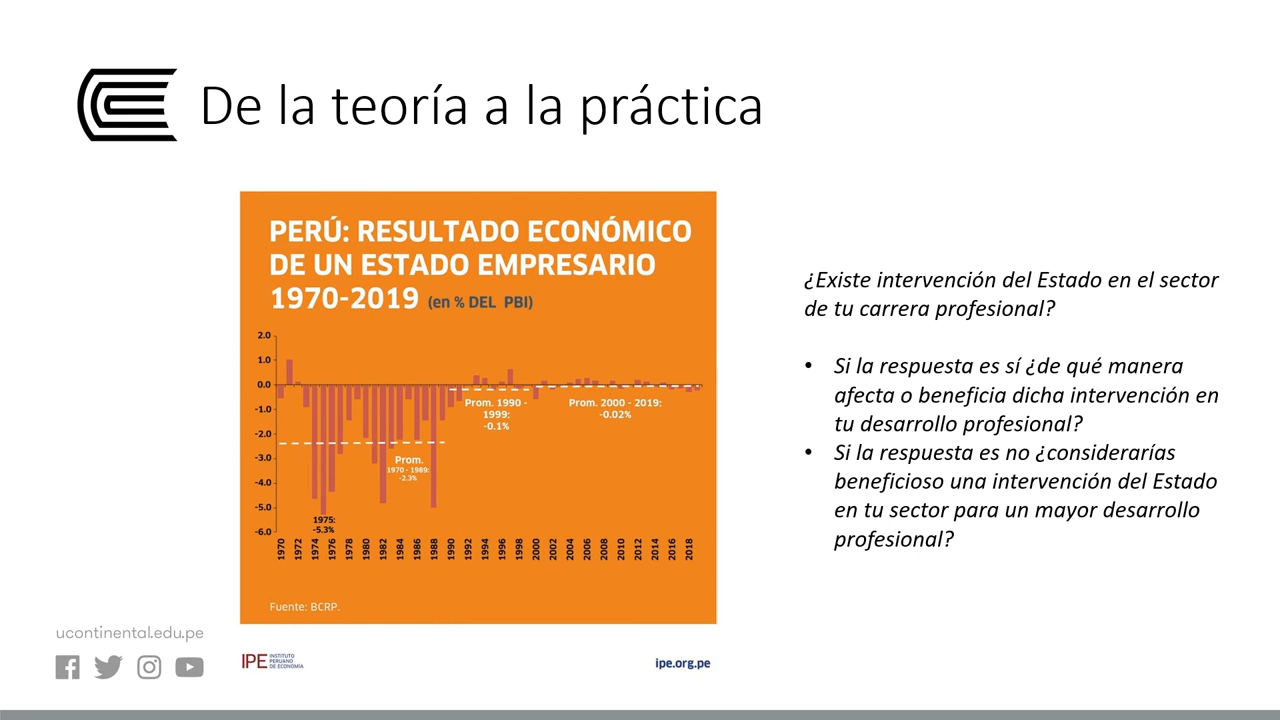 De la teoría a la práctica
PERÚ: RESULTADO ECONÓMICO
DE UN ESTADO EMPRESARIO
1970-2019 (en % DEL PBI)
2.0
1.0
0.0
-1.0
-2.0
-3.0
-4.0
-5.0
-6.0
Prom. 1990 -
1999:
-0.1%
Prom. 2000 - 2019:
-0.02%
Prom.
1970 - 1989:
-2.3%
1975:
-5.3%
1970
1972
1974
1976
1978
1980
1982
1984
1986
1988
1990
1992
1994
1996
1998
2000
2002
2004
2006
2008
2010
2012
2014
2016
2018
Fuente: BCRP.
IPE INSTITUTO
PERUANO
DE ECONOMÍA
ipe.org.pe
¿Existe intervención del Estado en el sector
de tu carrera profesional?
• Si la respuesta es sí ¿de qué manera
afecta o beneficia dicha intervención en
tu desarrollo profesional?
• Si la respuesta es no ¿considerarías
beneficioso una intervención del Estado
en tu sector para un mayor desarrollo
profesional?
ucontinental.edu.pe